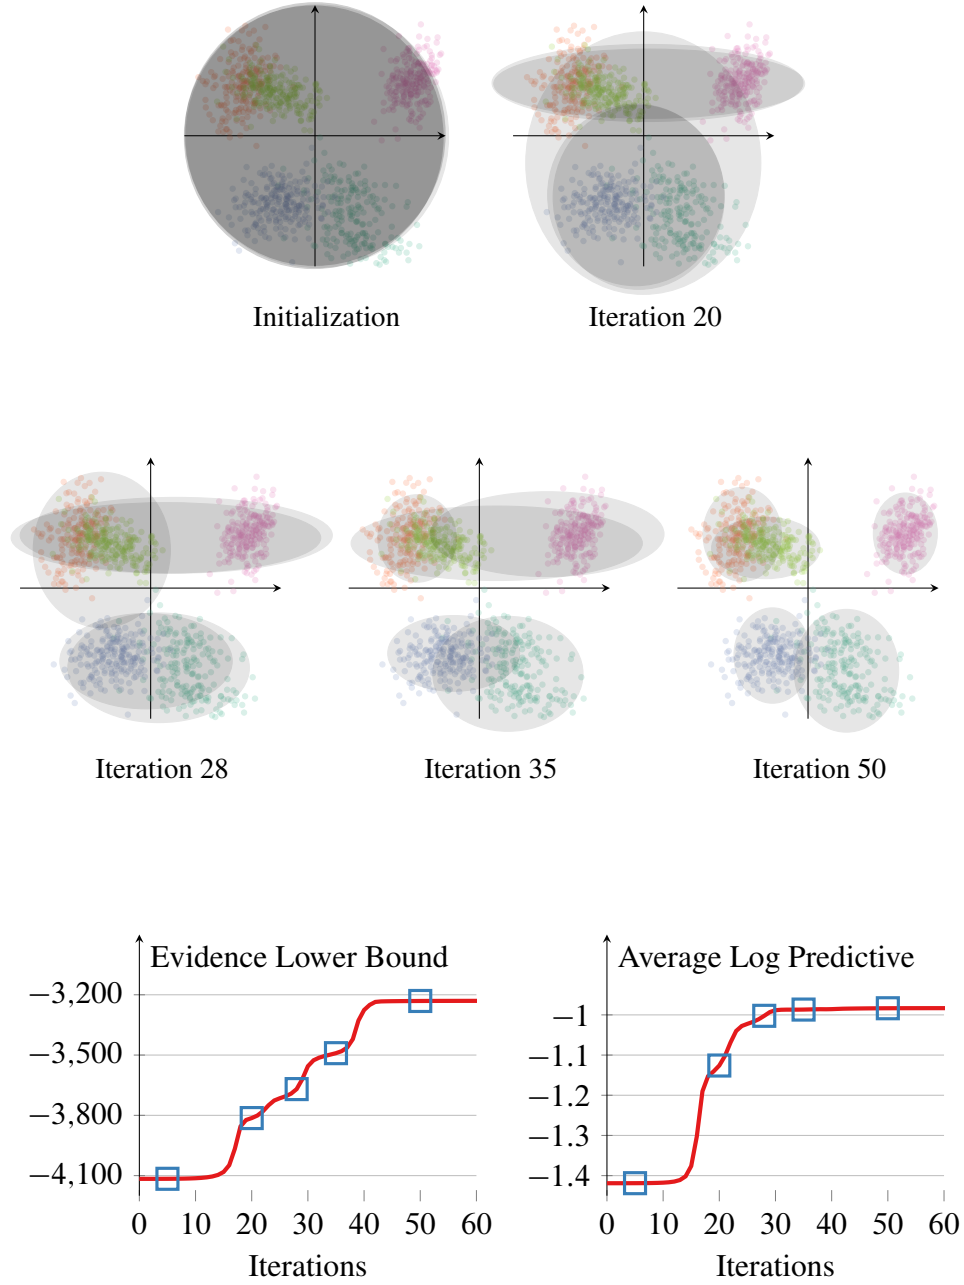 Initialization
Iteration 20
Iteration 28
Iteration 35
Iteration 50
Evidence Lower Bound
−3,200
−3,500
−3,800
−4,100
0 10 20 30 40 50 60
Iterations
Average Log Predictive
−1
−1.1
−1.2
−1.3
−1.4
0 10 20 30 40 50 60
Iterations